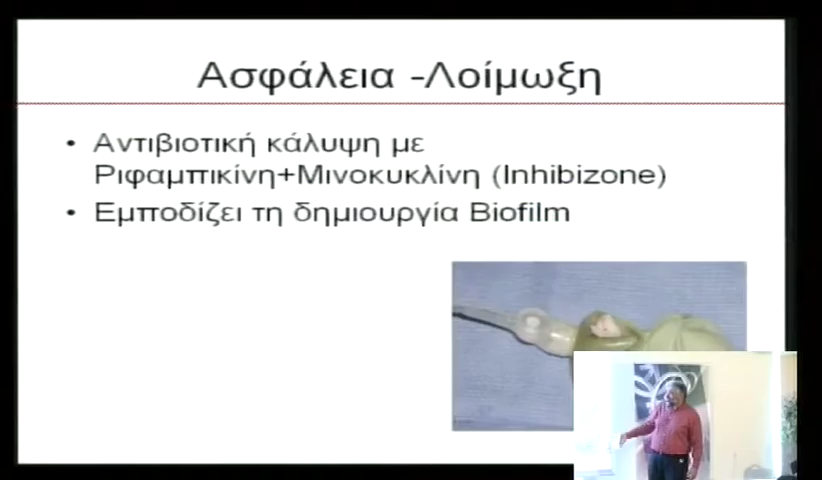 Ασφάλεια -Λοίμωξη
• Αντιβιοτική κάλυψη με
Ριφαμπικίνη+Μινοκυκλίνη (Inhibizone)
• Εμποδίζει τη δημιουργία Biofilm